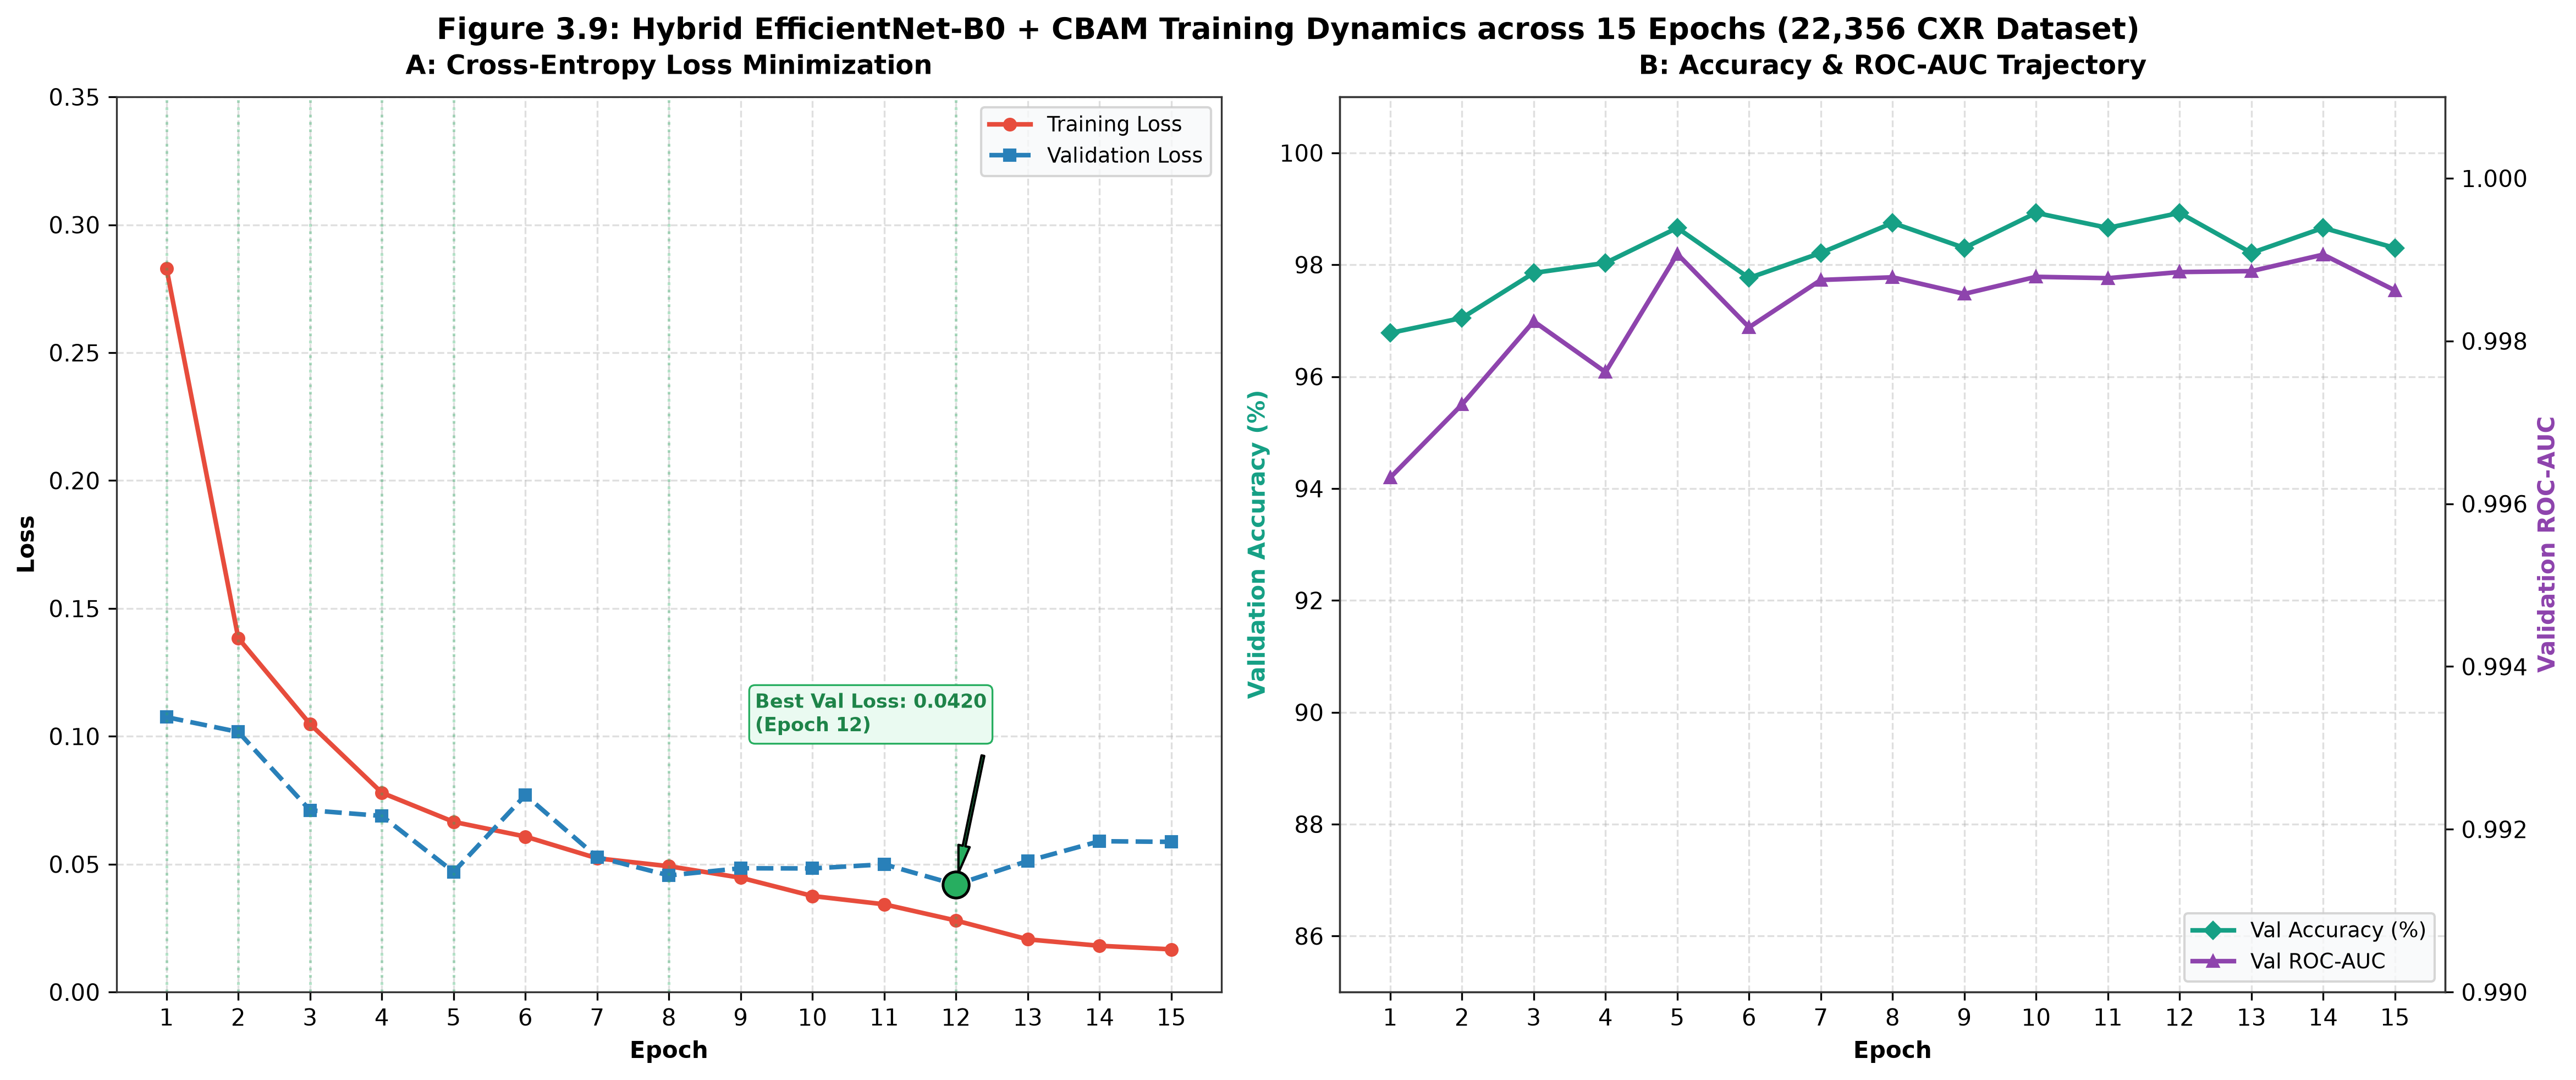 Figure 3.9: Hybrid EfficientNet-B0 + CBAM Training Dynamics across 15 Epochs (22,356 CXR Dataset)
A: Cross-Entropy Loss Minimization
0.35
0.30
0.25
0.20
0.15
0.10
0.05
0.00
Loss
Training Loss
Validation Loss
Best Val Loss: 0.0420
(Epoch 12)
1 2 3 4 5 6 7 8 9 10 11 12 13 14 15
Epoch
B: Accuracy & ROC-AUC Trajectory
100
98
96
94
92
90
88
86
Validation Accuracy (%)
1.000
0.998
0.996
0.994
0.992
0.990
Validation ROC-AUC
Val Accuracy (%)
Val ROC-AUC
1 2 3 4 5 6 7 8 9 10 11 12 13 14 15
Epoch